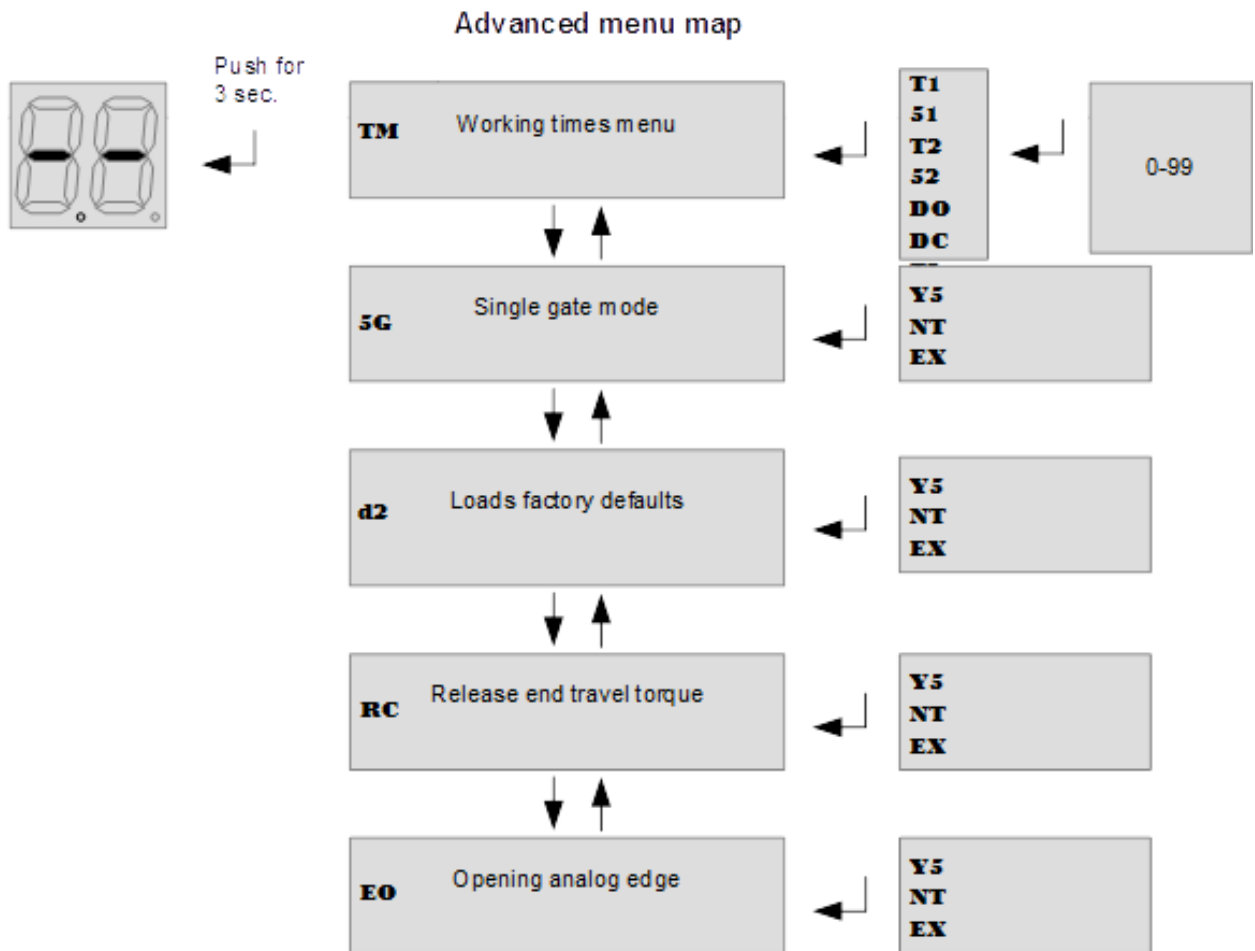 Advanced menu map
Push for
3 sec.
TM
Working times menu
T1
51
T2
52
DO
DC
0-99
5G
Single gate mode
Y5
NT
EX
d2
Loads factory defaults
Y5
NT
EX
RC
Release end travel torque
Y5
NT
EX
EO
Opening analog edge
Y5
NT
EX